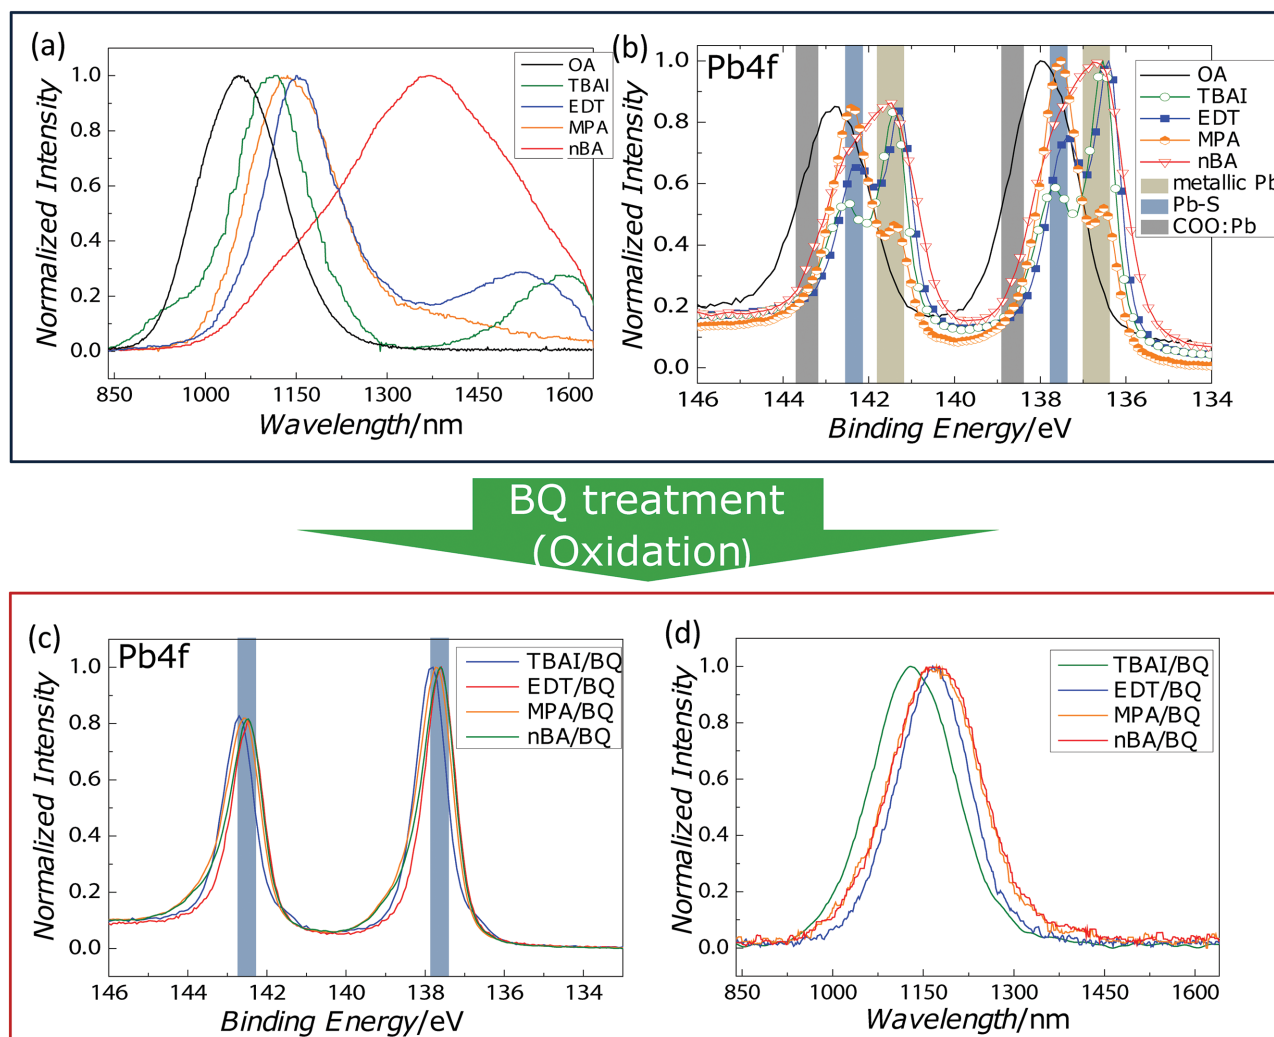 (a)
OA
TBAI
EDT
MPA
nBA
1.0
0.8
0.6
0.4
0.2
0.0
Normalized Intensity
850 1000 1150 1300 1450 1600
Wavelength/nm
(b)
Pb4f
OA
TBAI
EDT
MPA
nBA
metallic Pb
Pb-S
COO:Pb
1.0
0.8
0.6
0.4
0.2
0.0
Normalized Intensity
146 144 142 140 138 136 134
Binding Energy/eV
BQ treatment
(Oxidation)
(c)
Pb4f
TBAI/BQ
EDT/BQ
MPA/BQ
nBA/BQ
1.0
0.8
0.6
0.4
0.2
0.0
Normalized Intensity
146 144 142 140 138 136 134
Binding Energy/eV
(d)
TBAI/BQ
EDT/BQ
MPA/BQ
nBA/BQ
1.0
0.8
0.6
0.4
0.2
0.0
Normalized Intensity
850 1000 1150 1300 1450 1600
Wavelength/nm